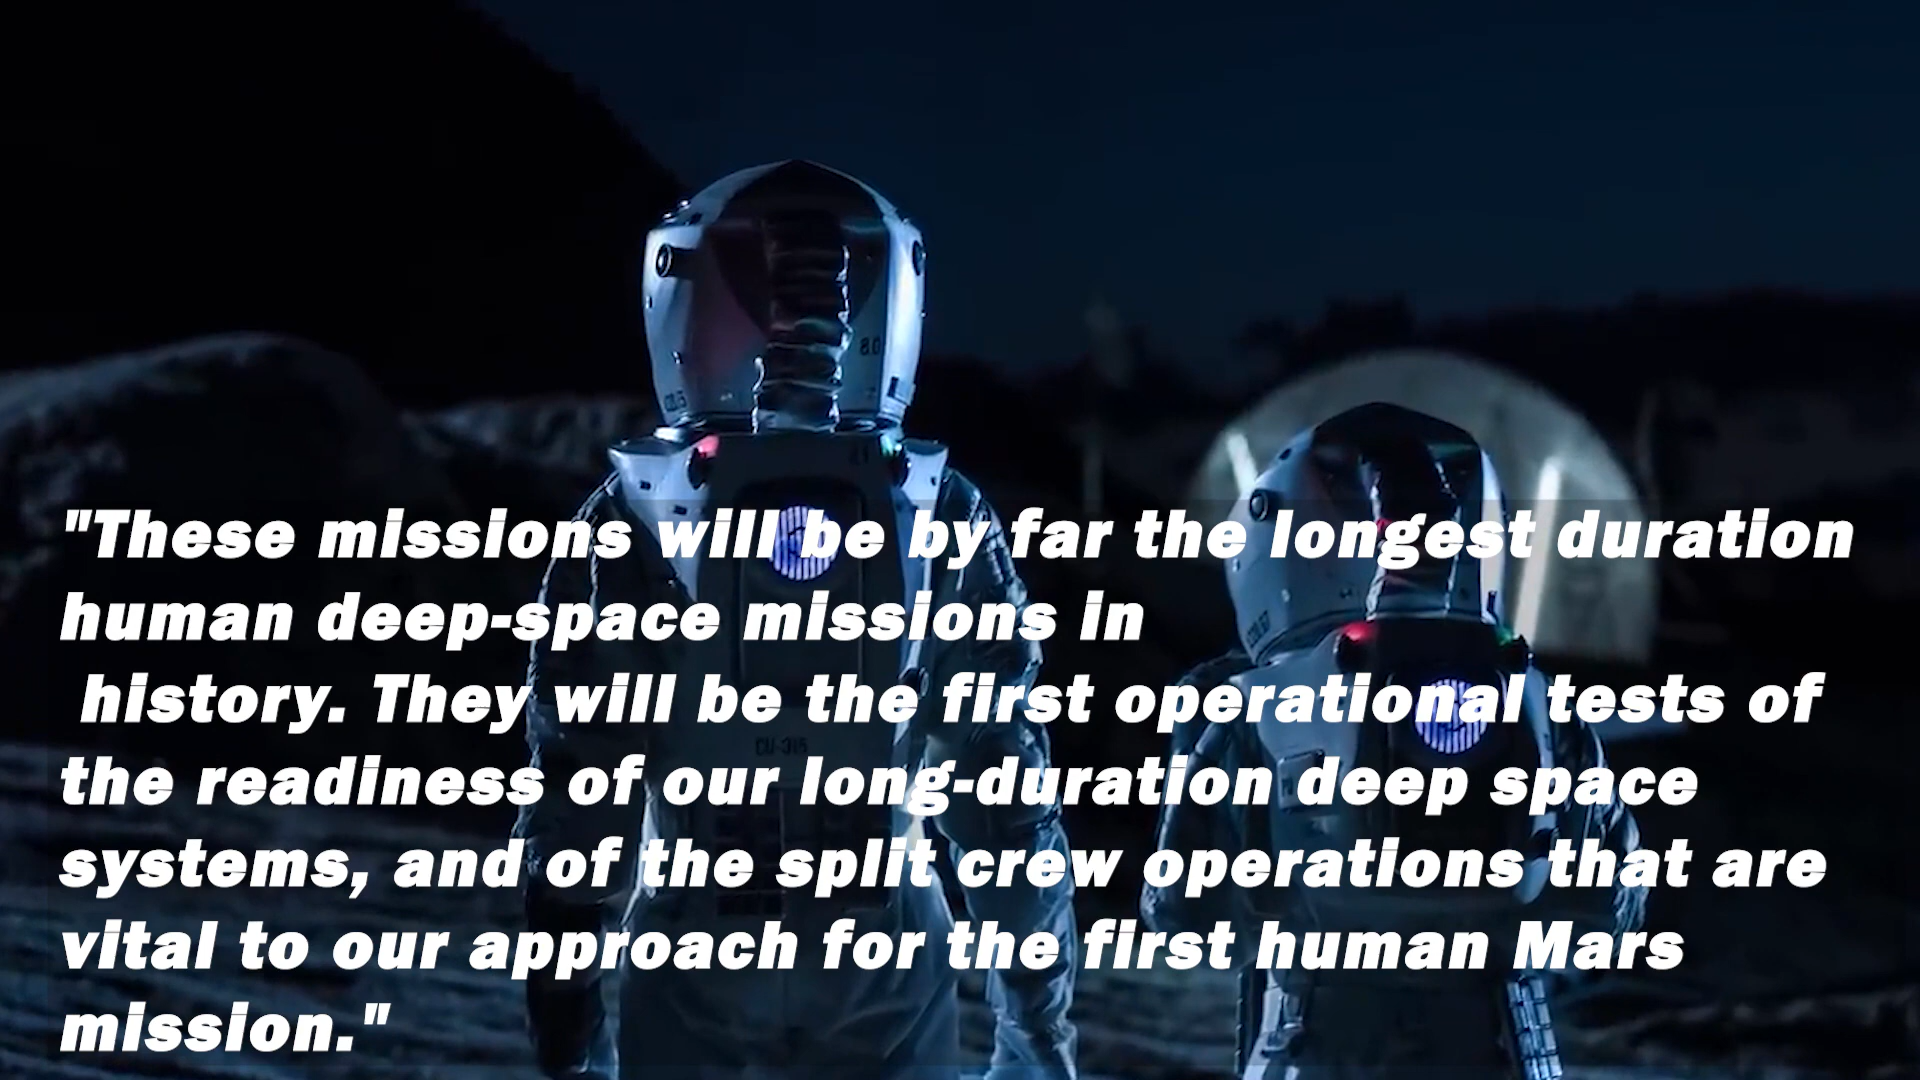 "These missions will be by far the longest duration
human deep-space missions in
history. They will be the first operational tests of
the readiness of our long-duration deep space
systems, and of the split crew operations that are
vital to our approach for the first human Mars
mission."